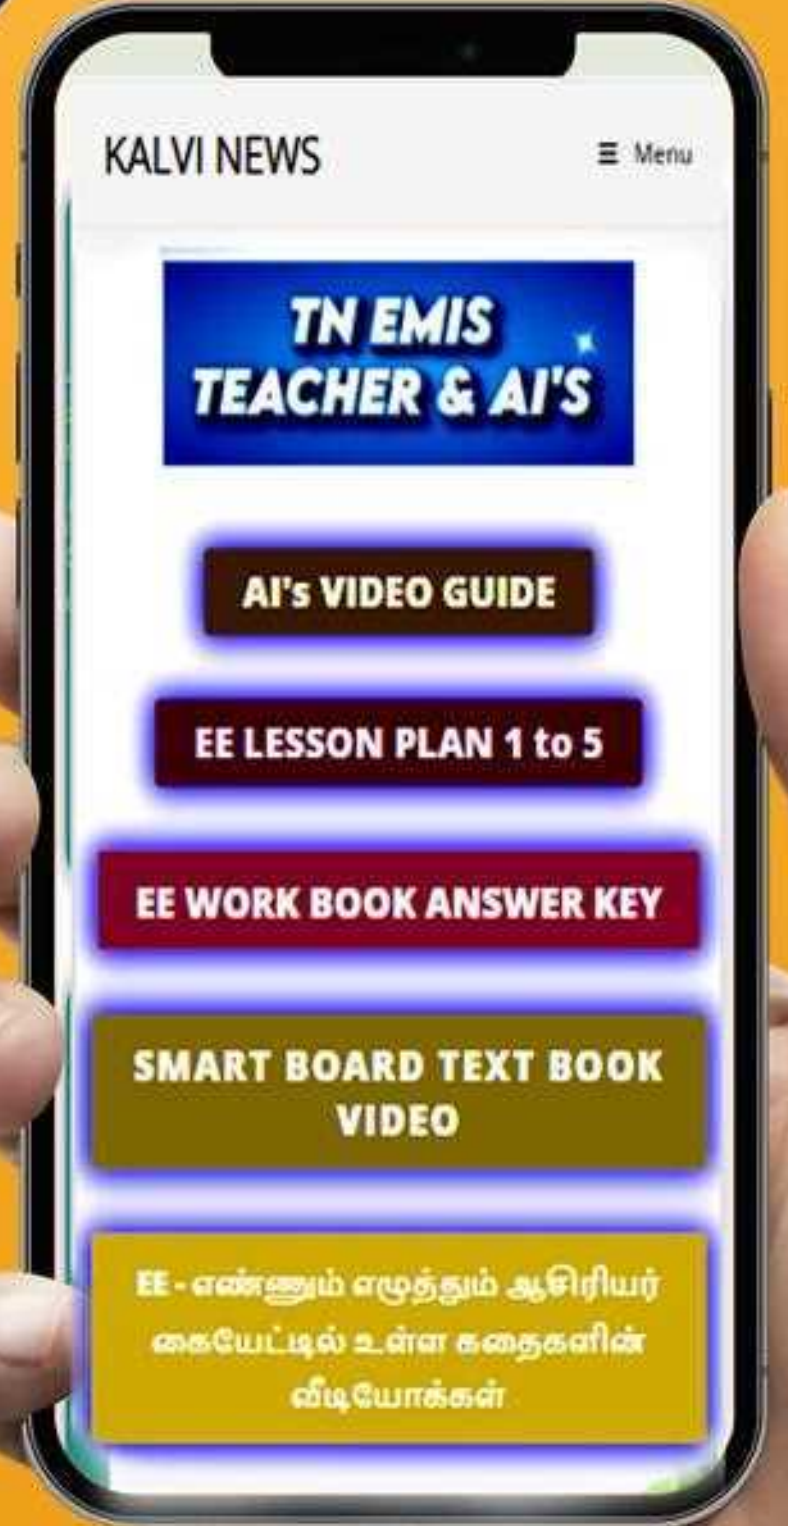 KALVI NEWS
☰ Menu
TN EMIS
TEACHER & AI'S
AI's VIDEO GUIDE
EE LESSON PLAN 1 to 5
EE WORK BOOK ANSWER KEY
SMART BOARD TEXT BOOK
VIDEO
EE - எண்ணும் எழுத்தும் ஆசிரியர்
கையேட்டில் உள்ள கதைகளின்
வீடியோக்கள்